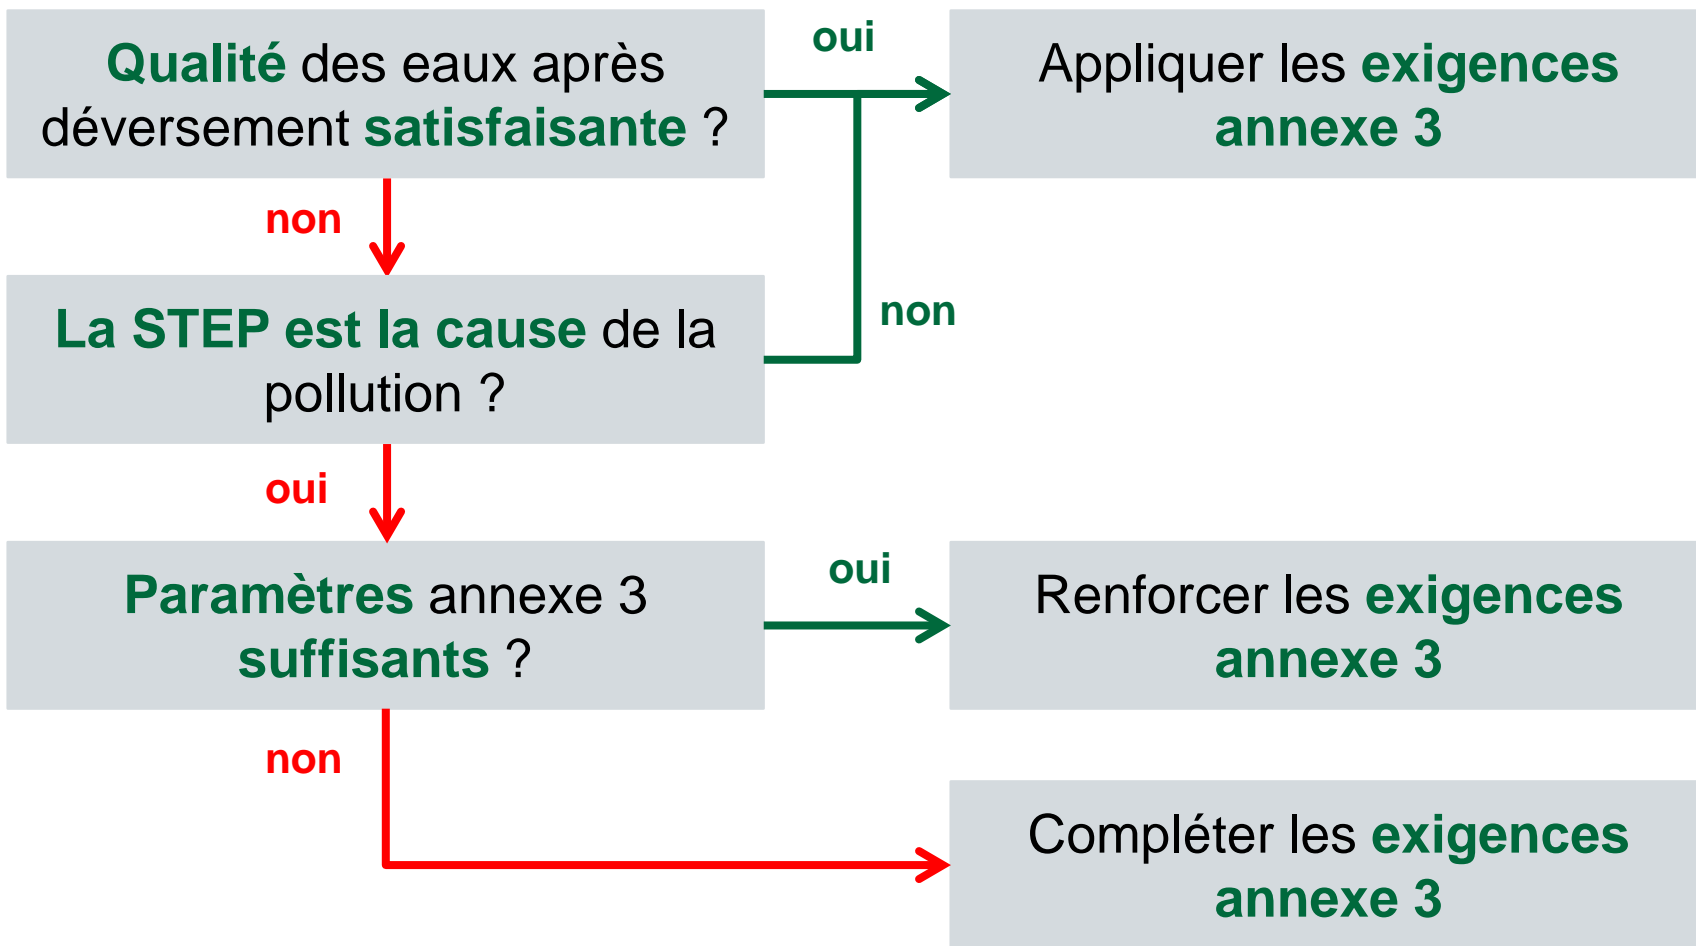 Qualité des eaux après
déversement satisfaisante ?
oui
Appliquer les exigences
annexe 3
non
La STEP est la cause de la
pollution ?
non
oui
Paramètres annexe 3
suffisants ?
oui
Renforcer les exigences
annexe 3
non
Compléter les exigences
annexe 3